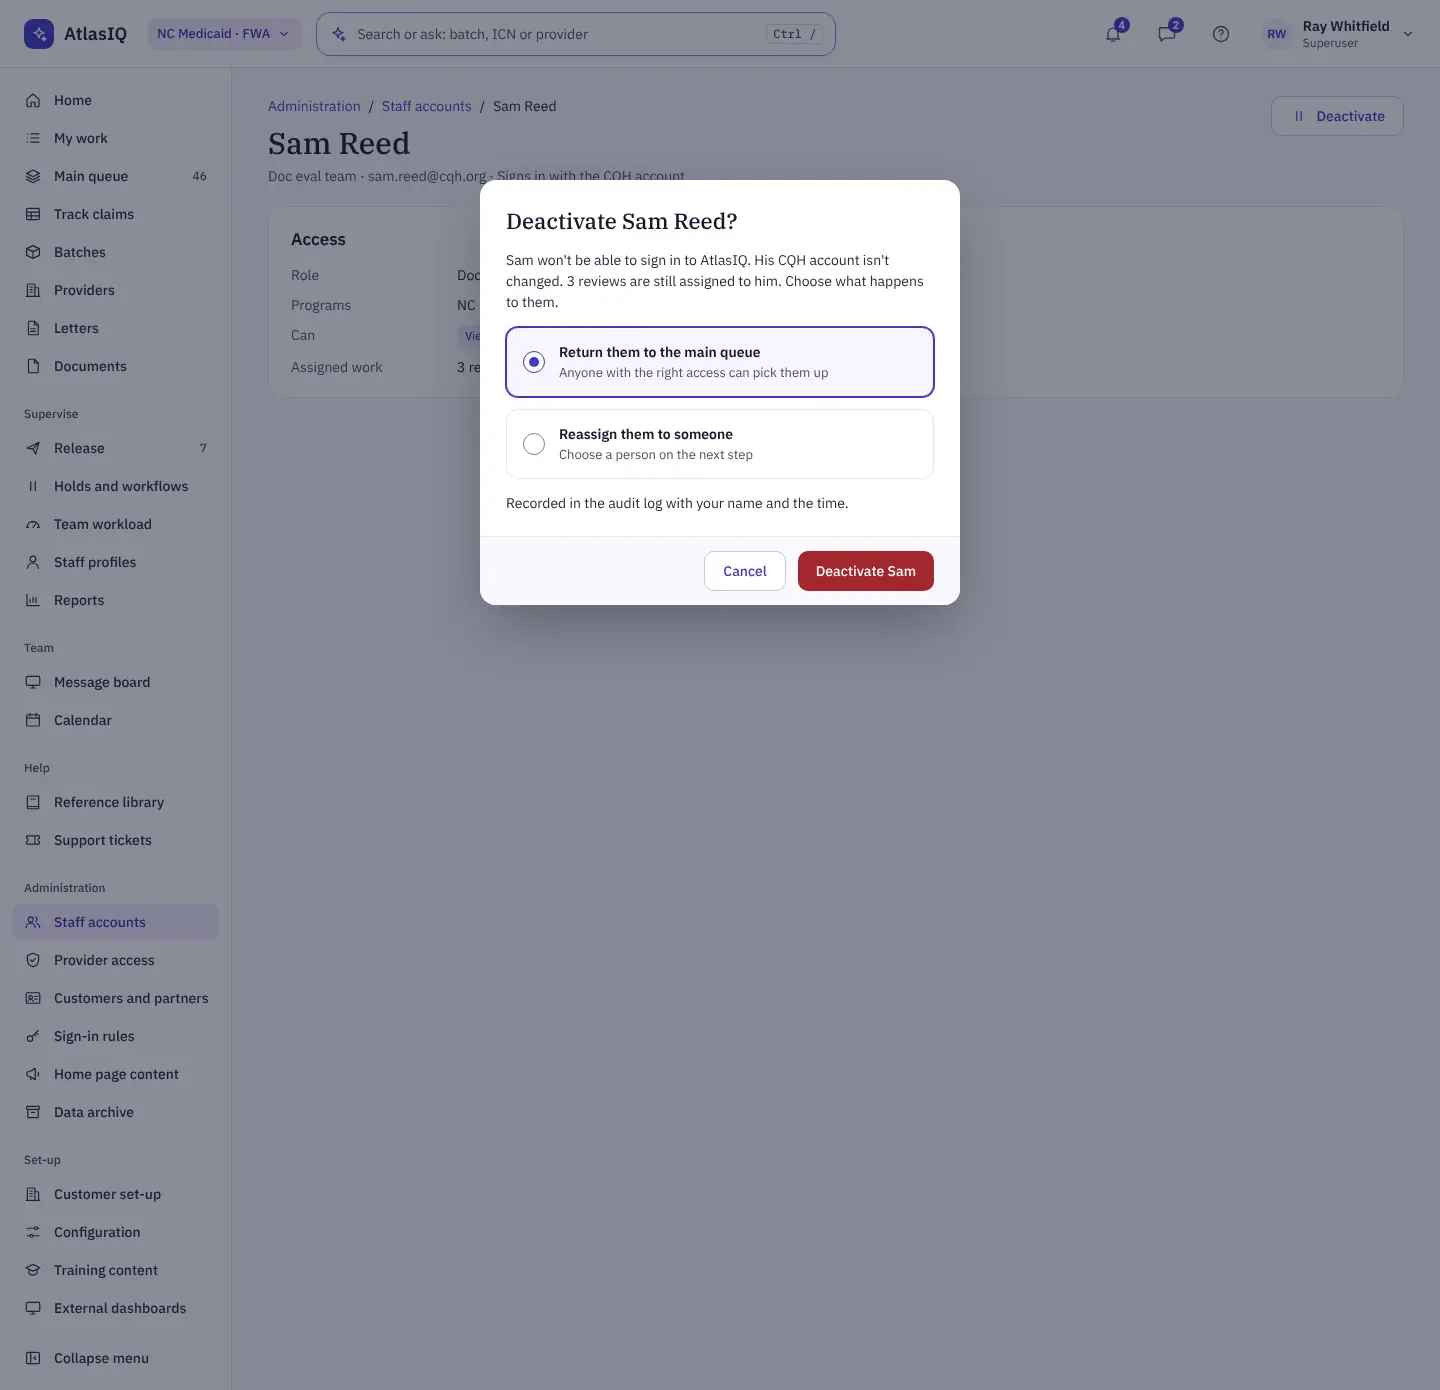 AtlasIQ
NC Medicaid · FWA
Search or ask: batch, ICN or provider
Ctrl /
4
2
RW
Ray Whitfield
Superuser
Home
My work
Main queue 46
Track claims
Batches
Providers
Letters
Documents
Supervise
Release 7
Holds and workflows
Team workload
Staff profiles
Reports
Team
Message board
Calendar
Help
Reference library
Support tickets
Administration
Staff accounts
Provider access
Customers and partners
Sign-in rules
Home page content
Data archive
Set-up
Customer set-up
Configuration
Training content
External dashboards
Collapse menu
Administration / Staff accounts / Sam Reed
Deactivate
Sam Reed
Doc eval team · sam.reed@cqh.org · Signs in with the CQH account
Access
Role Doc
Programs NC
Can
Assigned work 3 re
Deactivate Sam Reed?
Sam won't be able to sign in to AtlasIQ. His CQH account isn't
changed. 3 reviews are still assigned to him. Choose what happens
to them.
Return them to the main queue
Anyone with the right access can pick them up
Reassign them to someone
Choose a person on the next step
Recorded in the audit log with your name and the time.
Cancel
Deactivate Sam